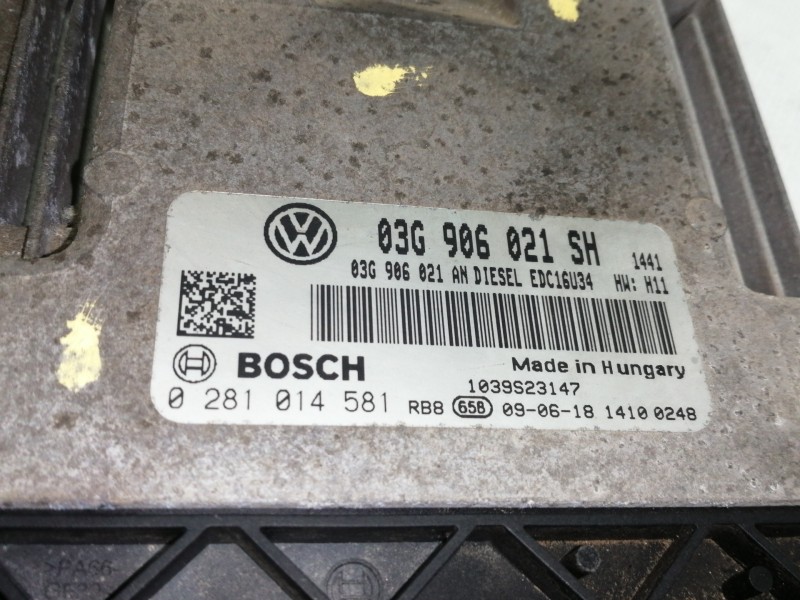 03G 906 021 SH 1441
03G 906 021 AN DIESEL EDC16U34 HW: H11
BOSCH Made in Hungary
1039S23147
0 281 014 581 RB8 658 09-06-18 1410 0248
>PA66-